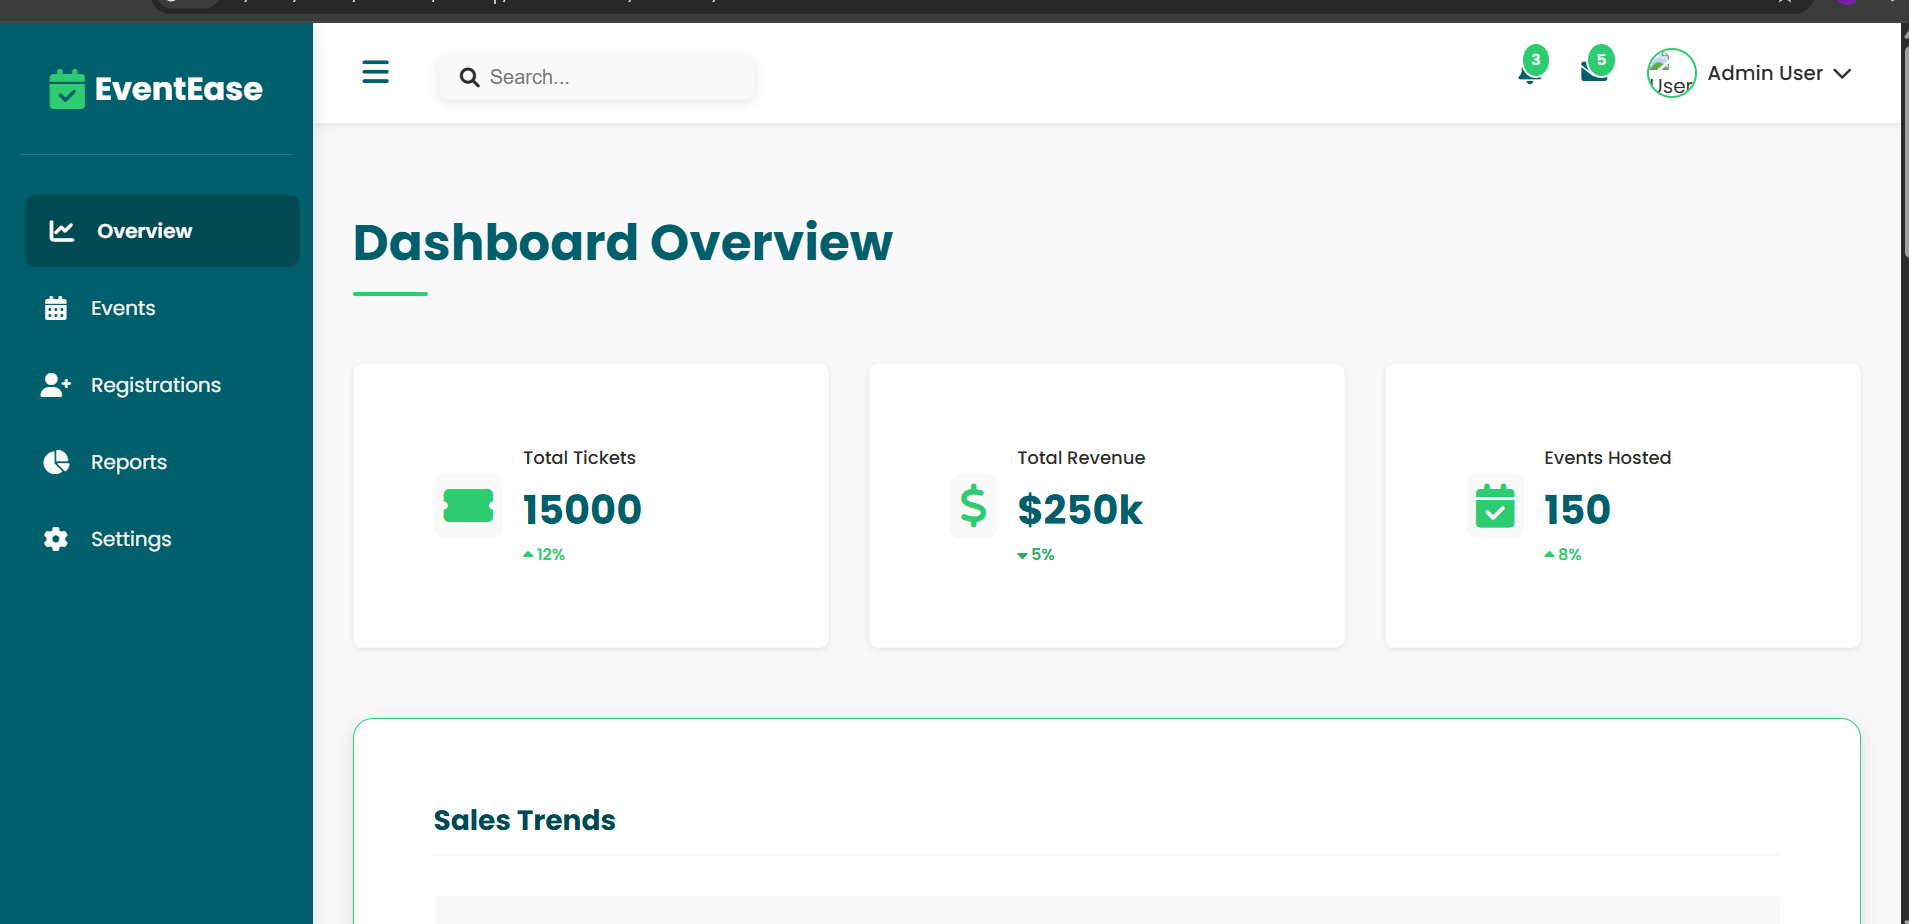 EventEase
Search...
3
5
User
Admin User
Overview
Events
Registrations
Reports
Settings
Dashboard Overview
Total Tickets
15000
12%
Total Revenue
$250k
5%
Events Hosted
150
8%
Sales Trends